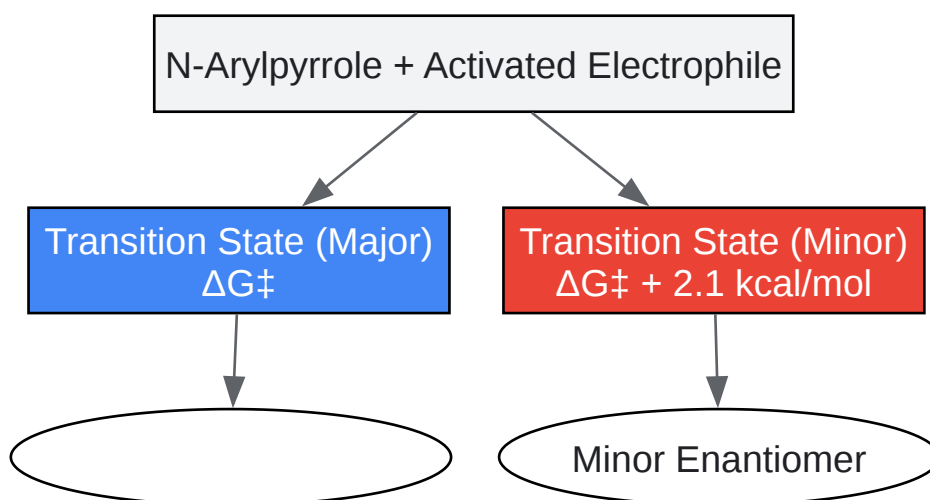 N-Arylpyrrole + Activated Electrophile
Transition State (Major)
ΔG‡
Transition State (Minor)
ΔG‡ + 2.1 kcal/mol
Minor Enantiomer